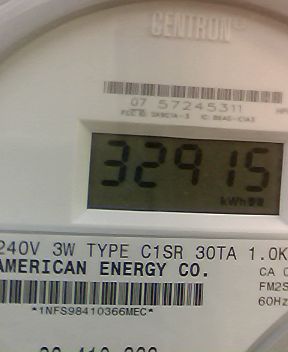 CENTRON
07 57245311
32915
kWh
240V 3W TYPE C1SR 30TA 1.0K
AMERICAN ENERGY CO. CA 0
FM2S
60Hz
*1NFS98410366MEC*